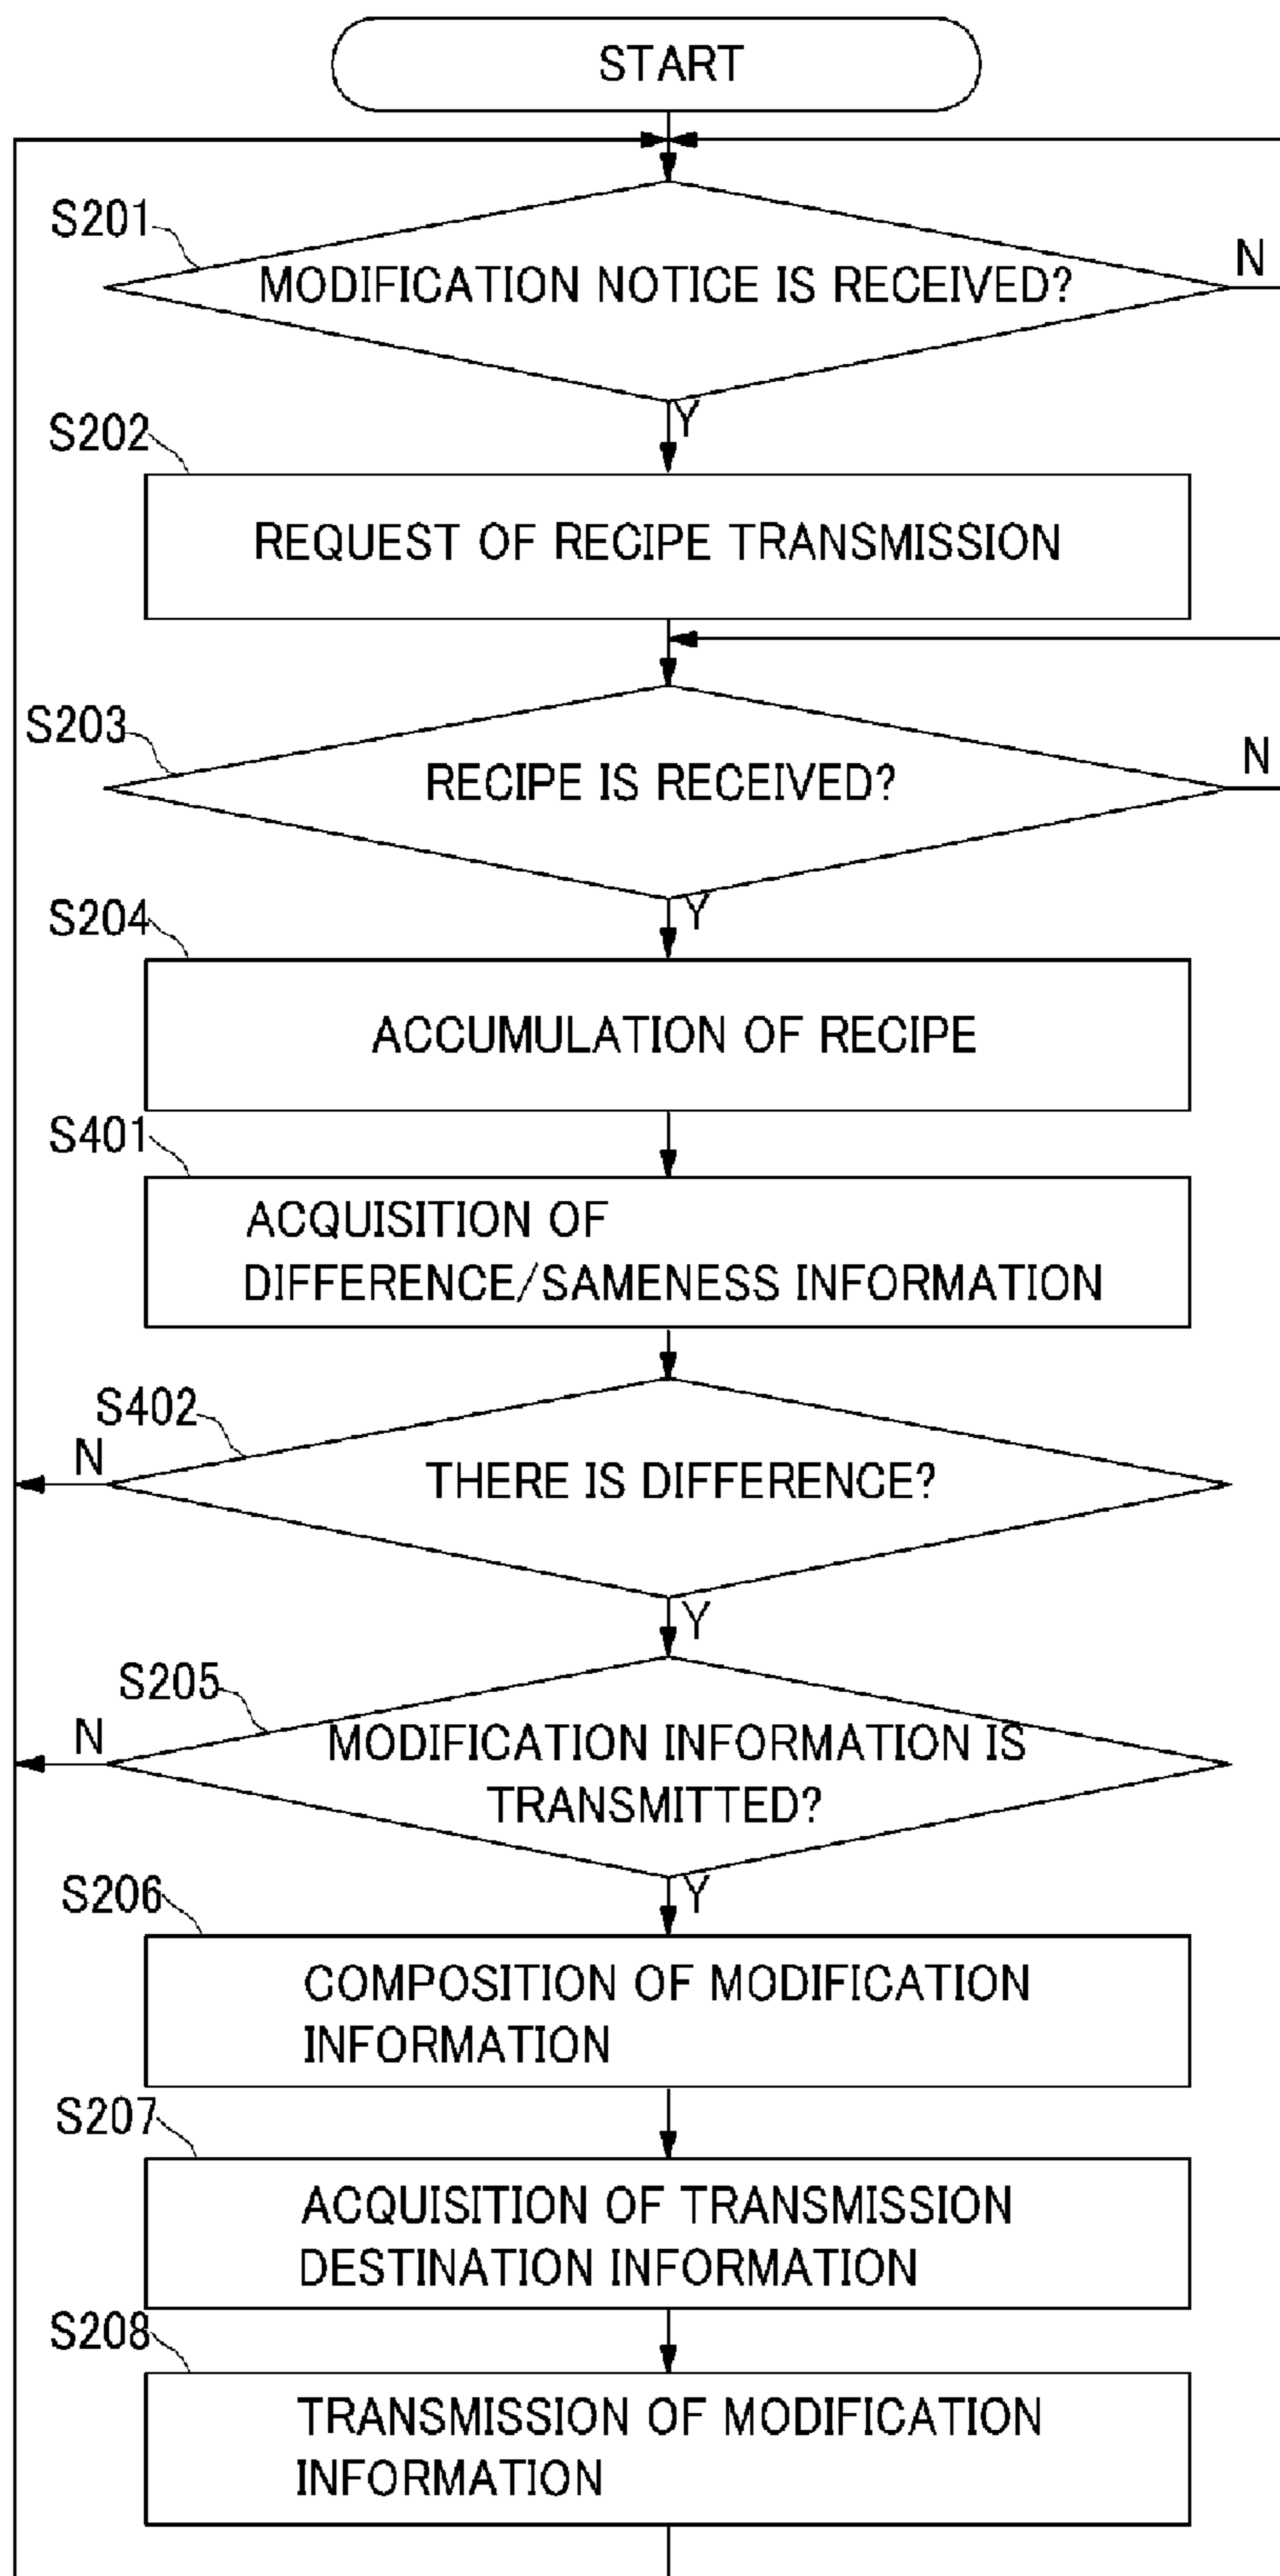 START
S201
MODIFICATION NOTICE IS RECEIVED?
N
Y
S202
REQUEST OF RECIPE TRANSMISSION
S203
RECIPE IS RECEIVED?
N
Y
S204
ACCUMULATION OF RECIPE
S401
ACQUISITION OF
DIFFERENCE/SAMENESS INFORMATION
S402
N
THERE IS DIFFERENCE?
Y
S205
N
MODIFICATION INFORMATION IS
TRANSMITTED?
Y
S206
COMPOSITION OF MODIFICATION
INFORMATION
S207
ACQUISITION OF TRANSMISSION
DESTINATION INFORMATION
S208
TRANSMISSION OF MODIFICATION
INFORMATION